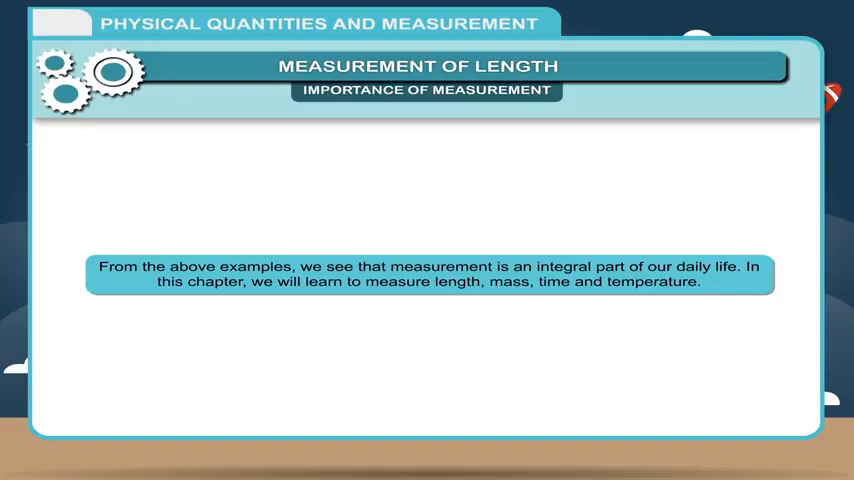 PHYSICAL QUANTITIES AND MEASUREMENT
MEASUREMENT OF LENGTH
IMPORTANCE OF MEASUREMENT
From the above examples, we see that measurement is an integral part of our daily life. In
this chapter, we will learn to measure length, mass, time and temperature.